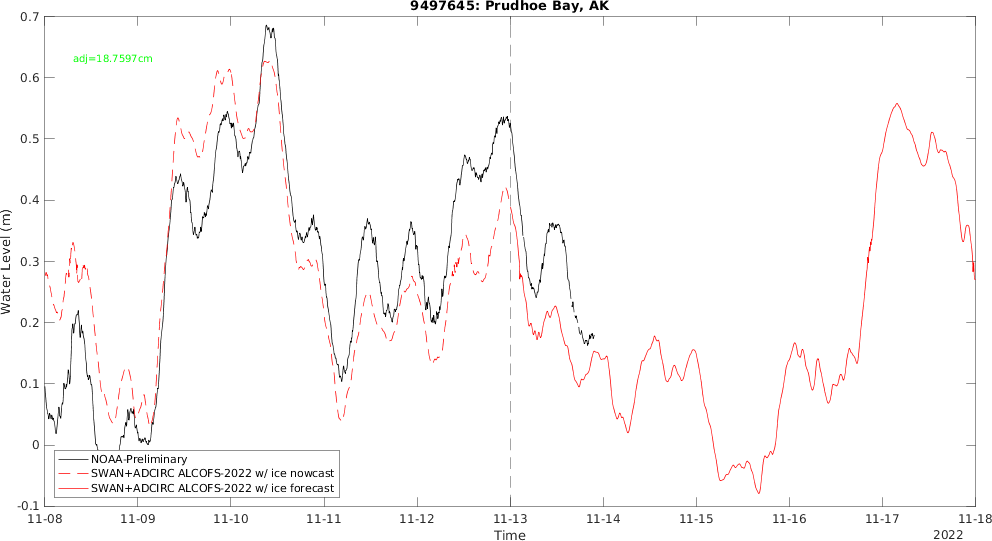 9497645: Prudhoe Bay, AK
adj=18.7597cm
Water Level (m)
0.7
0.6
0.5
0.4
0.3
0.2
0.1
0
-0.1
NOAA-Preliminary
SWAN+ADCIRC ALCOFS-2022 w/ ice nowcast
SWAN+ADCIRC ALCOFS-2022 w/ ice forecast
11-08 11-09 11-10 11-11 11-12 11-13 11-14 11-15 11-16 11-17 11-18
Time
2022